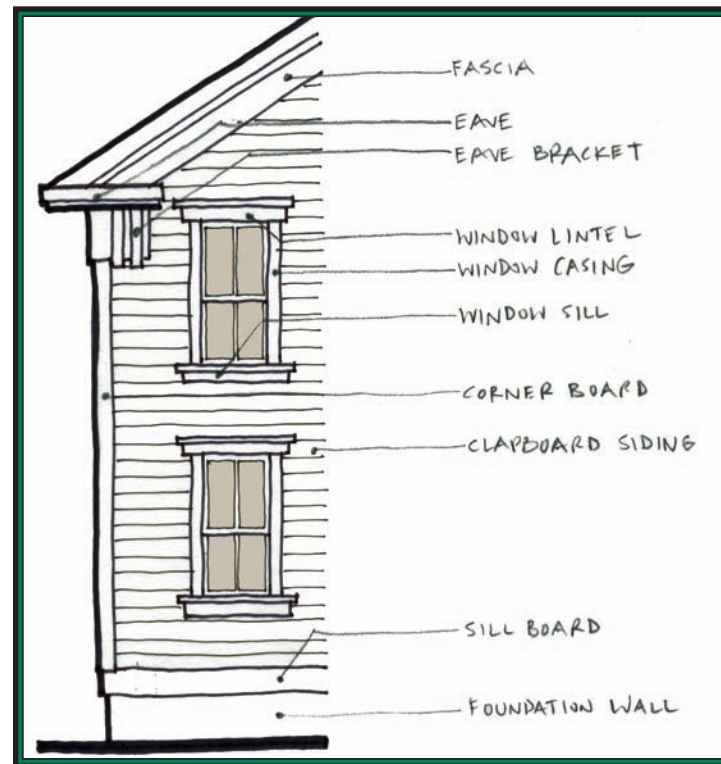 FASCIA
EAVE
EAVE BRACKET
WINDOW LINTEL
WINDOW CASING
WINDOW SILL
CORNER BOARD
CLAPBOARD SIDING
SILL BOARD
FOUNDATION WALL